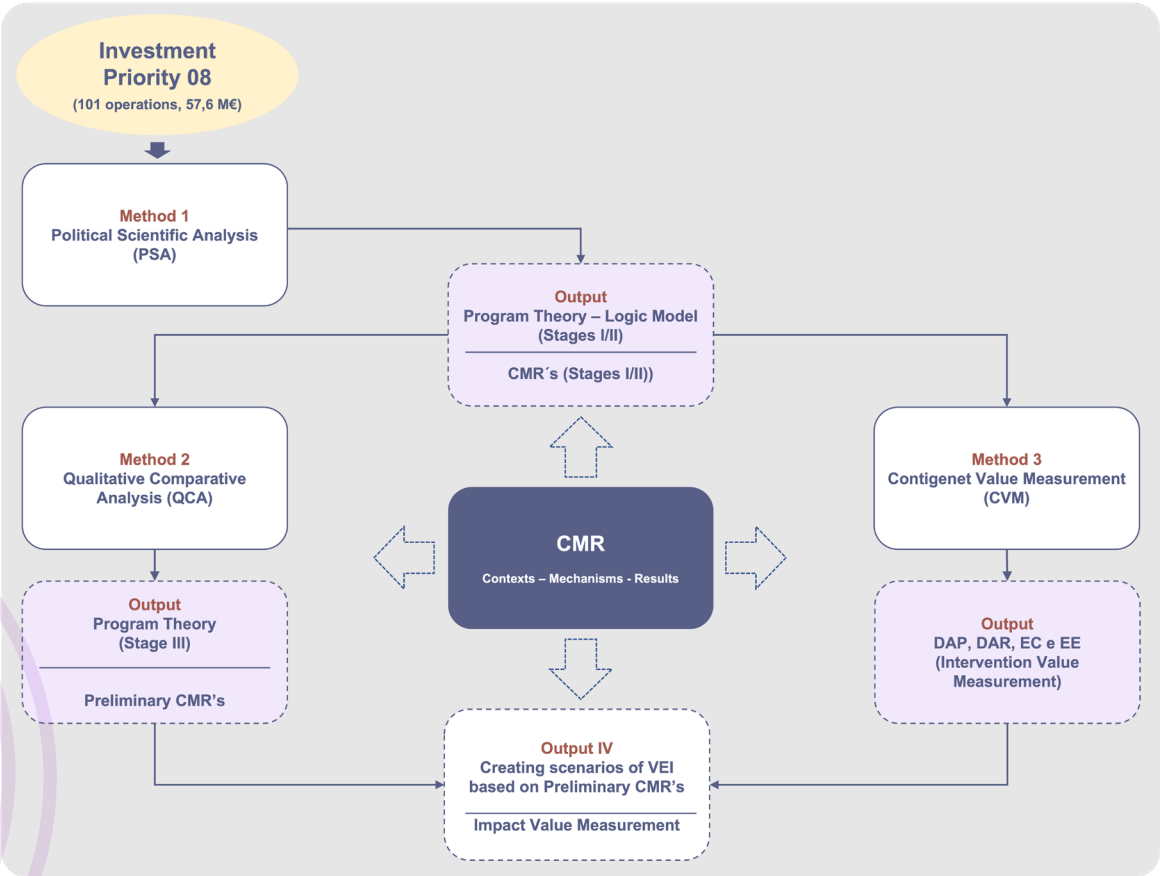 Investment
Priority 08
(101 operations, 57,6 M€)
Method 1
Political Scientific Analysis
(PSA)
Output
Program Theory – Logic Model
(Stages I/II)
CMR´s (Stages I/II))
Method 2
Qualitative Comparative
Analysis (QCA)
Method 3
Contigenet Value Measurement
(CVM)
CMR
Contexts – Mechanisms - Results
Output
Program Theory
(Stage III)
Preliminary CMR’s
Output
DAP, DAR, EC e EE
(Intervention Value
Measurement)
Output IV
Creating scenarios of VEI
based on Preliminary CMR’s
Impact Value Measurement